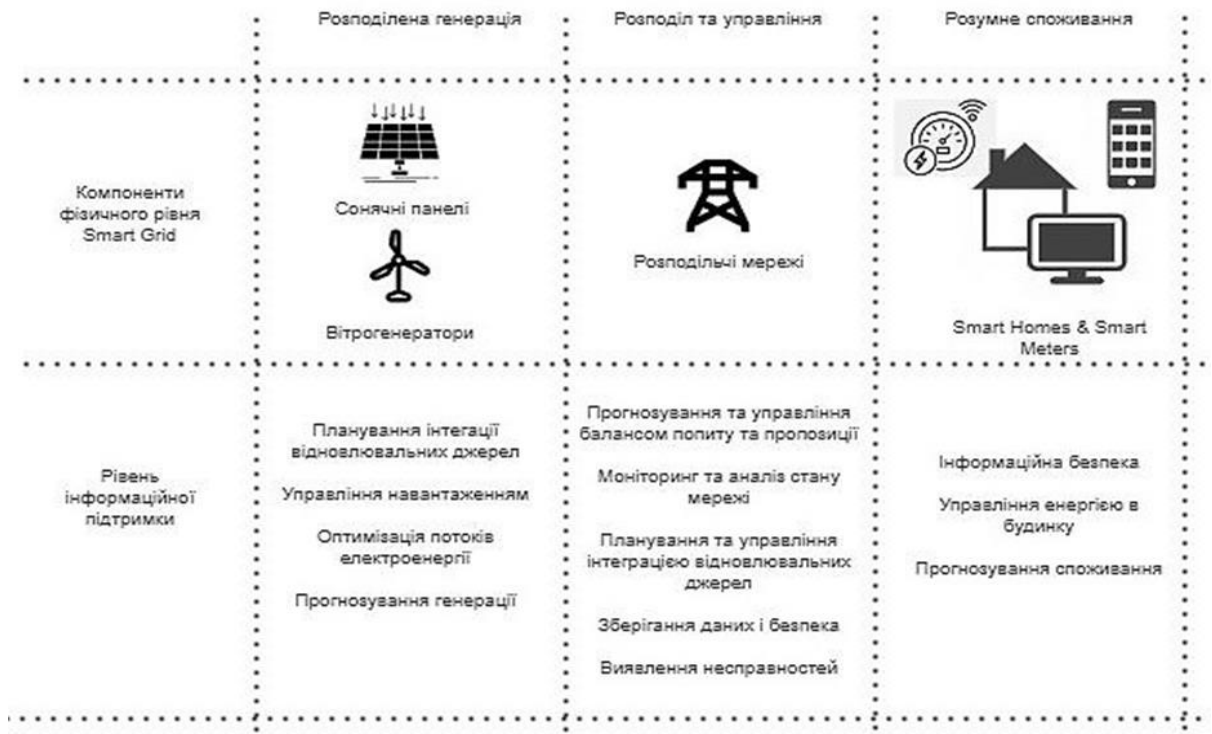 Розподілена генерація
Розподіл та управління
Розумне споживання
Компоненти
фізичного рівня
Smart Grid
Сонячні панелі
Вітрогенератори
Розподільчі мережі
Smart Homes & Smart
Meters
Рівень
інформаційної
підтримки
Планування інтегації
відновлювальних джерел
Управління навантаженням
Оптимізація потоків
електроенергії
Прогнозування генерації
Прогнозування та управління
балансом попиту та пропозиції
Моніторинг та аналіз стану
мережі
Планування та управління
інтеграцією відновлювальних
джерел
Зберігання даних і безпека
Виявлення несправностей
Інформаційна безпека
Управління енергією в
будинку
Прогнозування споживання